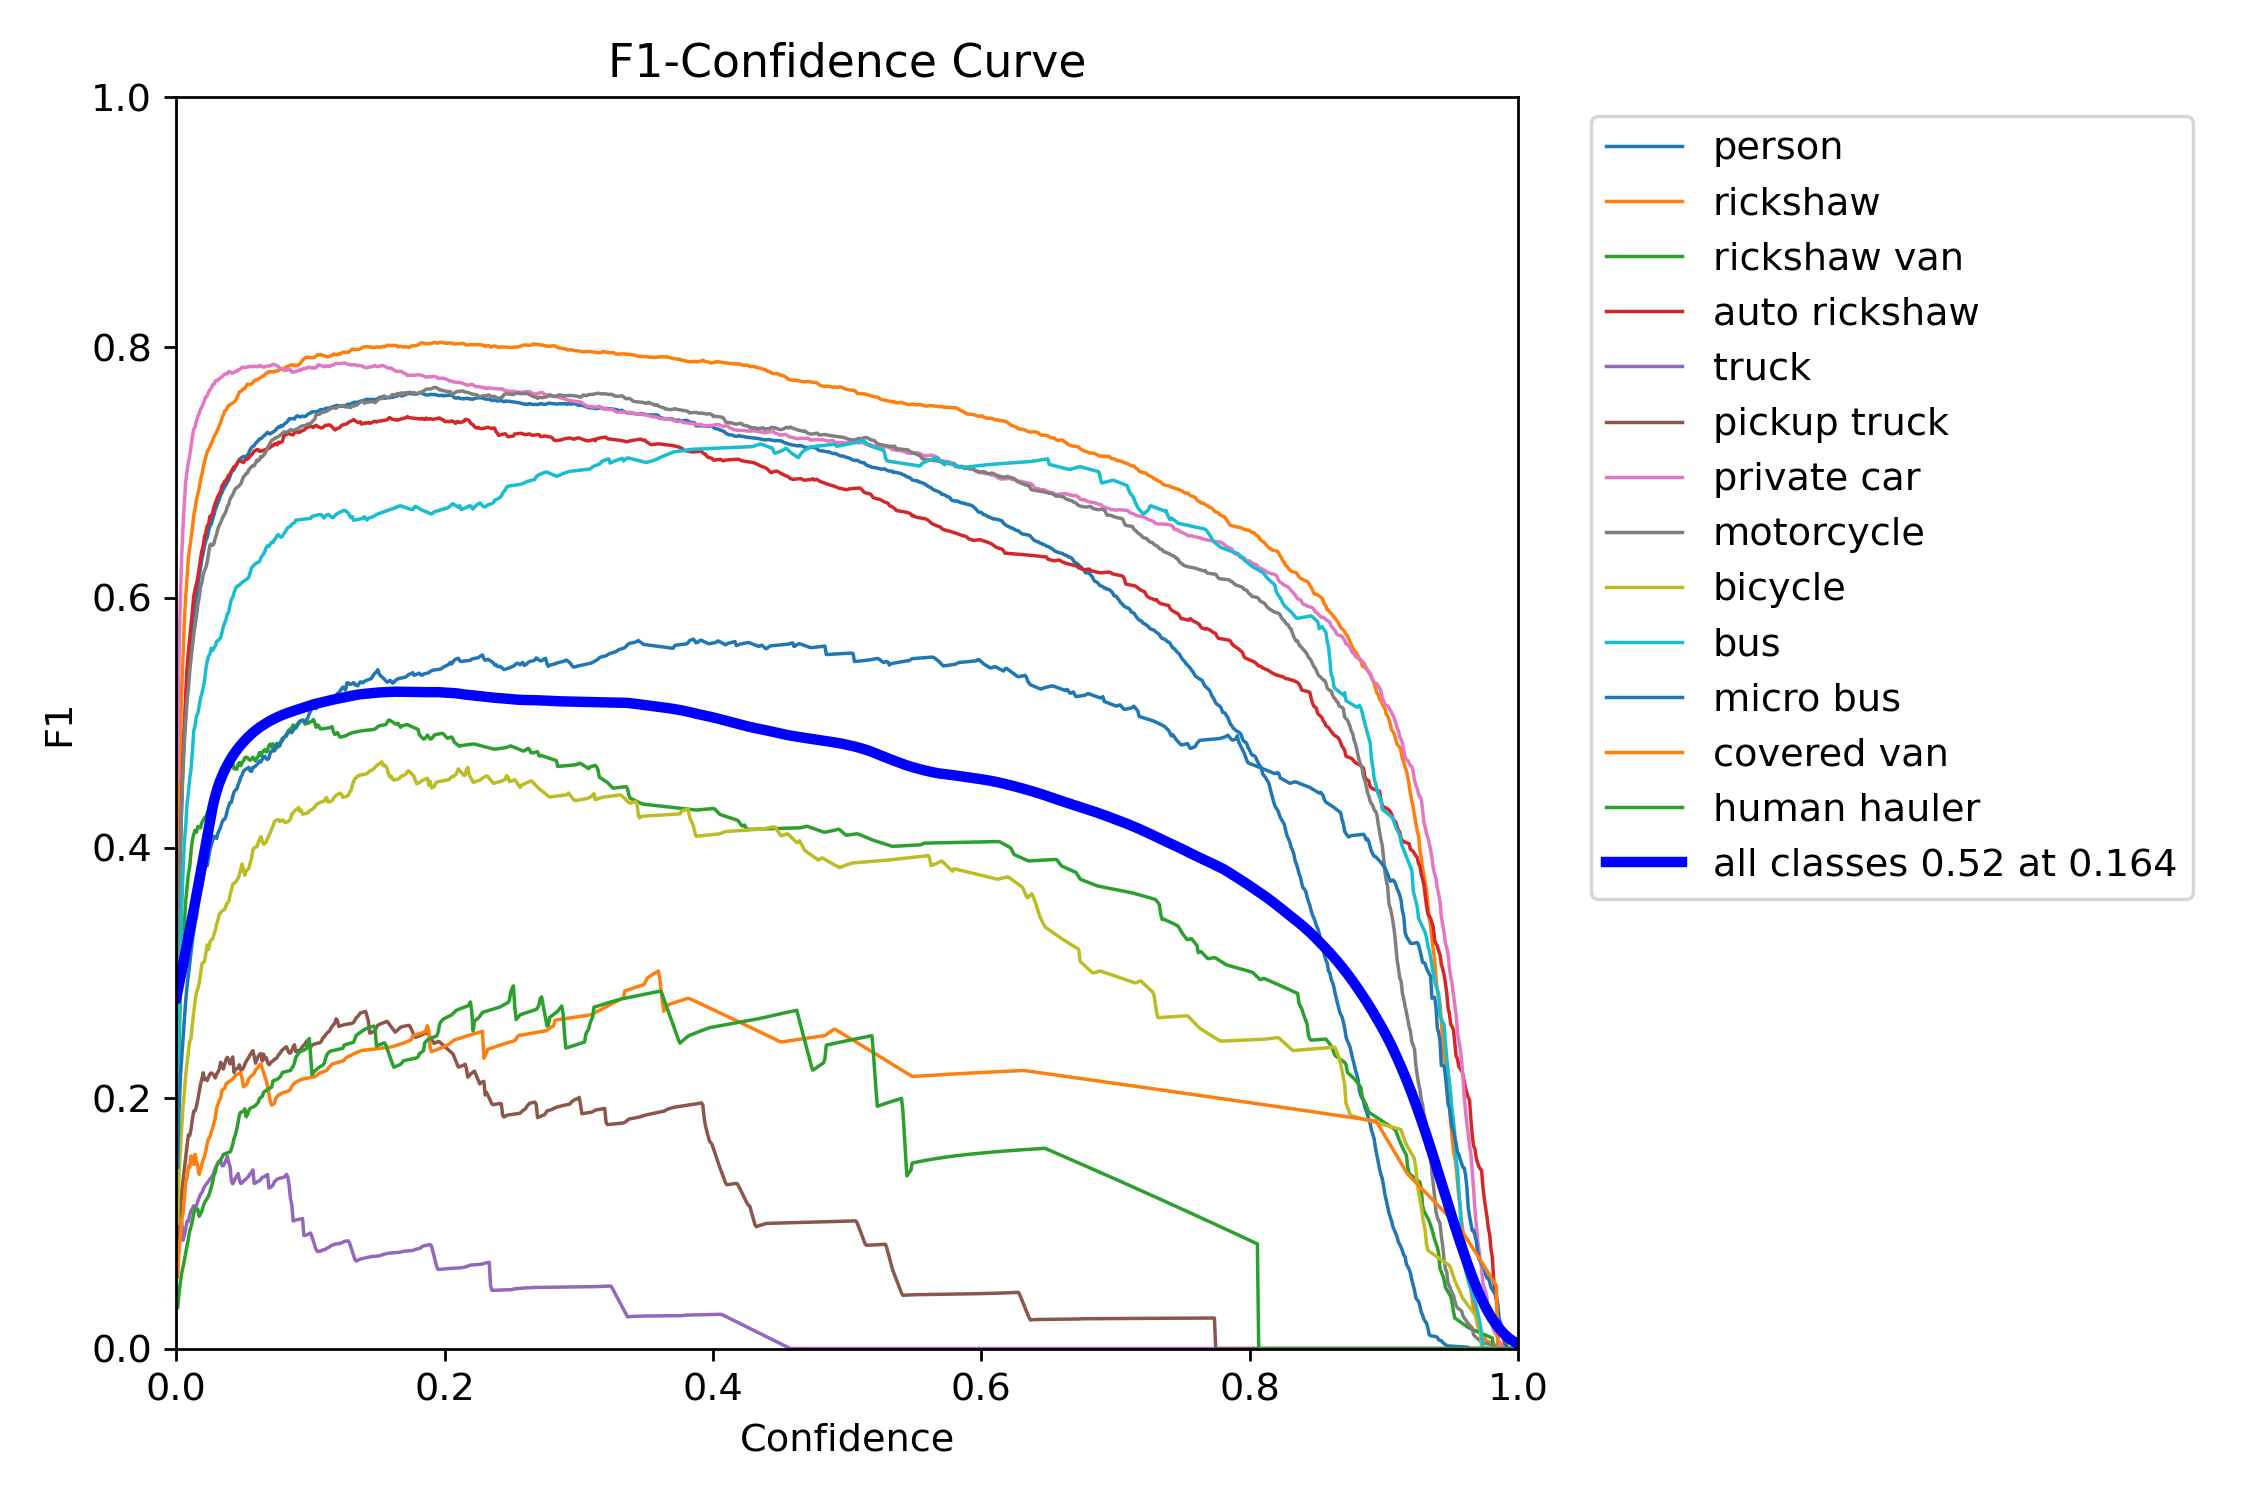 F1-Confidence Curve
1.0
0.8
0.6
0.4
0.2
0.0
F1
0.0 0.2 0.4 0.6 0.8 1.0
Confidence
person
rickshaw
rickshaw van
auto rickshaw
truck
pickup truck
private car
motorcycle
bicycle
bus
micro bus
covered van
human hauler
all classes 0.52 at 0.164